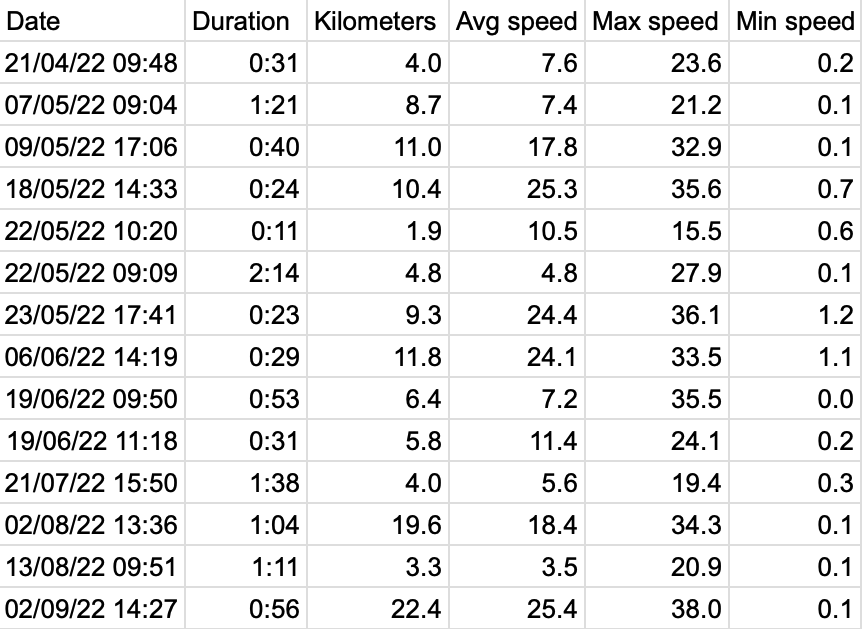 Date Duration Kilometers Avg speed Max speed Min speed
21/04/22 09:48 0:31 4.0 7.6 23.6 0.2
07/05/22 09:04 1:21 8.7 7.4 21.2 0.1
09/05/22 17:06 0:40 11.0 17.8 32.9 0.1
18/05/22 14:33 0:24 10.4 25.3 35.6 0.7
22/05/22 10:20 0:11 1.9 10.5 15.5 0.6
22/05/22 09:09 2:14 4.8 4.8 27.9 0.1
23/05/22 17:41 0:23 9.3 24.4 36.1 1.2
06/06/22 14:19 0:29 11.8 24.1 33.5 1.1
19/06/22 09:50 0:53 6.4 7.2 35.5 0.0
19/06/22 11:18 0:31 5.8 11.4 24.1 0.2
21/07/22 15:50 1:38 4.0 5.6 19.4 0.3
02/08/22 13:36 1:04 19.6 18.4 34.3 0.1
13/08/22 09:51 1:11 3.3 3.5 20.9 0.1
02/09/22 14:27 0:56 22.4 25.4 38.0 0.1